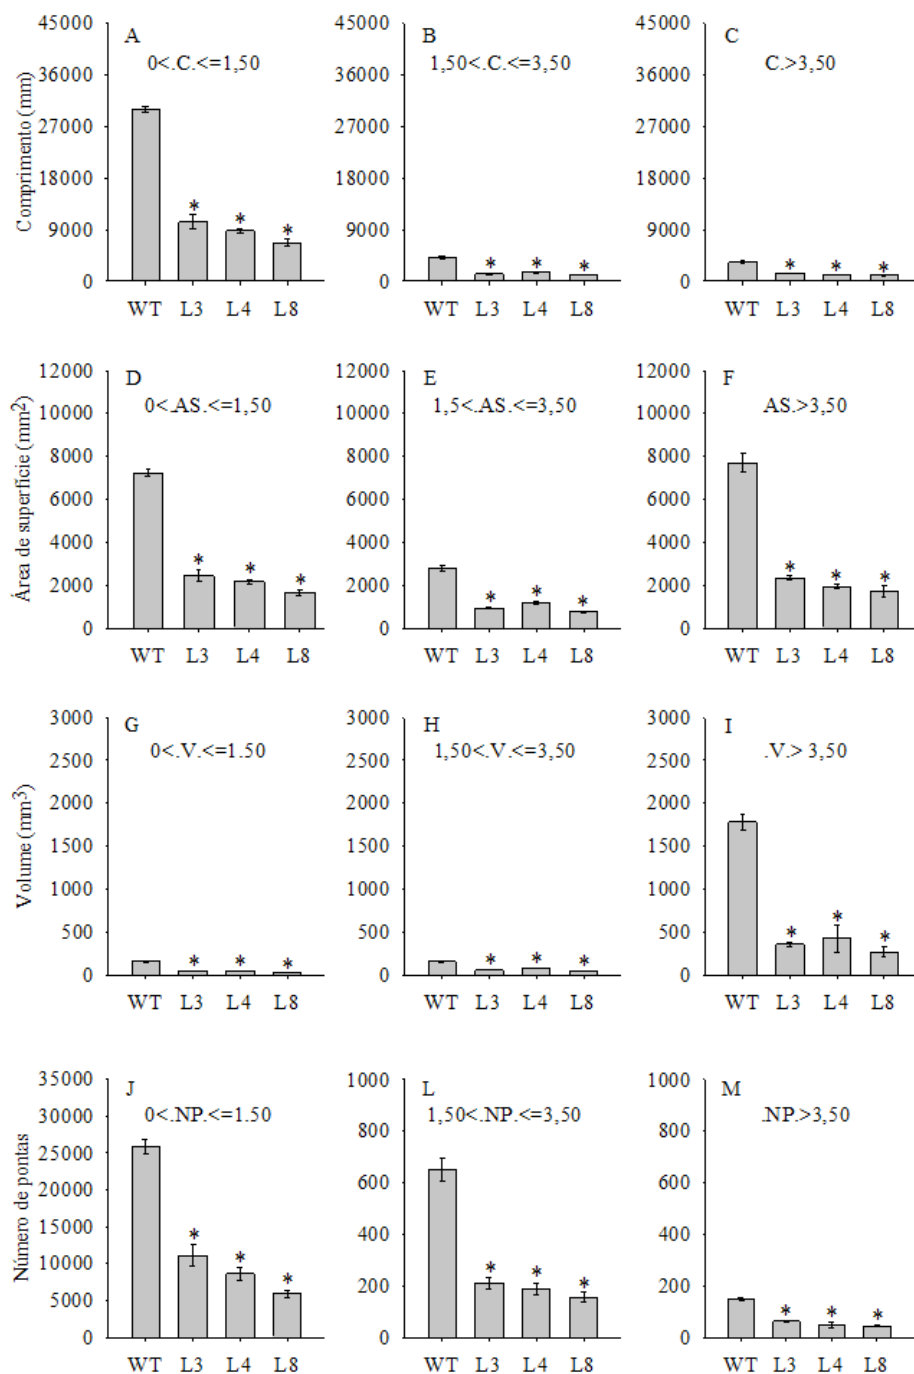 Comprimento (mm)
45000
36000
27000
18000
9000
0
A
0<.C.<=1,50
* * *
WT L3 L4 L8
45000
36000
27000
18000
9000
0
B
1,50<.C.<=3,50
* * *
WT L3 L4 L8
45000
36000
27000
18000
9000
0
C
C.>3,50
* * *
WT L3 L4 L8
Área de superfície (mm²)
12000
10000
8000
6000
4000
2000
0
D
0<.AS.<=1,50
* * *
WT L3 L4 L8
12000
10000
8000
6000
4000
2000
0
E
1,5<.AS.<=3,50
* * *
WT L3 L4 L8
12000
10000
8000
6000
4000
2000
0
F
AS.>3,50
* * *
WT L3 L4 L8
Volume (mm³)
3000
2500
2000
1500
1000
500
0
G
0<.V.<=1.50
* * *
WT L3 L4 L8
3000
2500
2000
1500
1000
500
0
H
1,50<.V.<=3,50
* * *
WT L3 L4 L8
3000
2500
2000
1500
1000
500
0
I
.V.> 3,50
* * *
WT L3 L4 L8
Número de pontas
35000
30000
25000
20000
15000
10000
5000
0
J
0<.NP.<=1.50
* * *
WT L3 L4 L8
1000
800
600
400
200
0
L
1,50<.NP.<=3,50
* * *
WT L3 L4 L8
1000
800
600
400
200
0
M
.NP.>3,50
* * *
WT L3 L4 L8